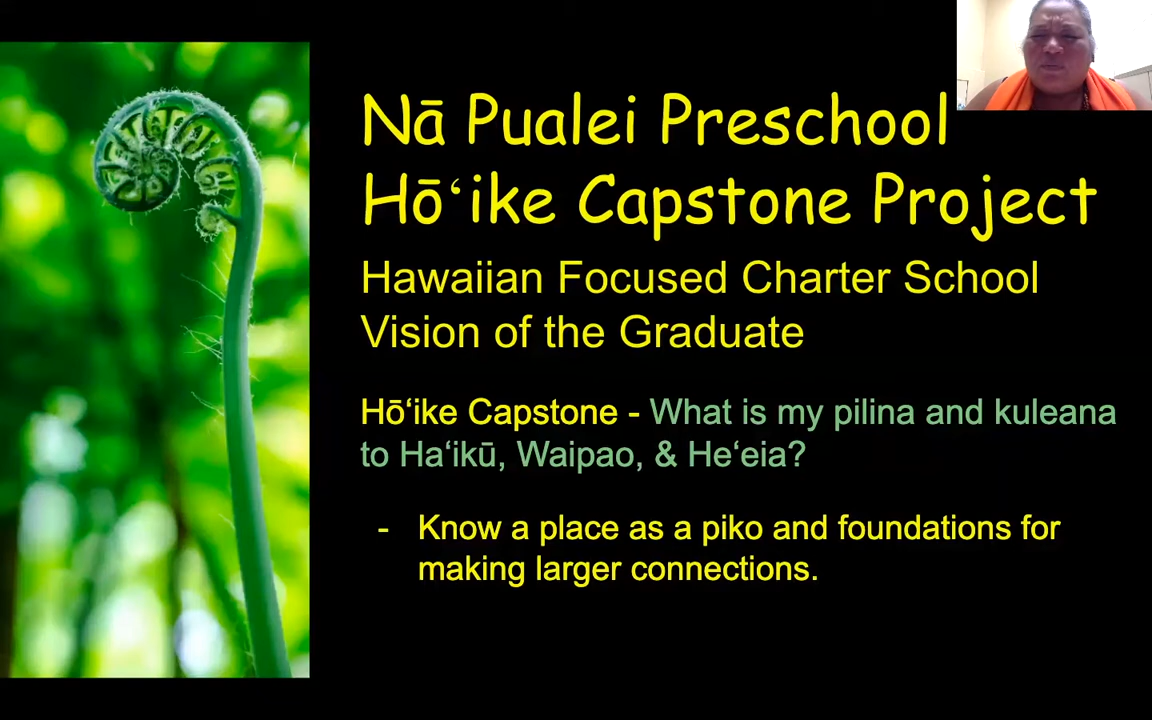 Nā Pualei Preschool
Hōʻike Capstone Project
Hawaiian Focused Charter School
Vision of the Graduate
Hōʻike Capstone - What is my pilina and kuleana
to Haʻikū, Waipao, & Heʻeia?
- Know a place as a piko and foundations for
making larger connections.